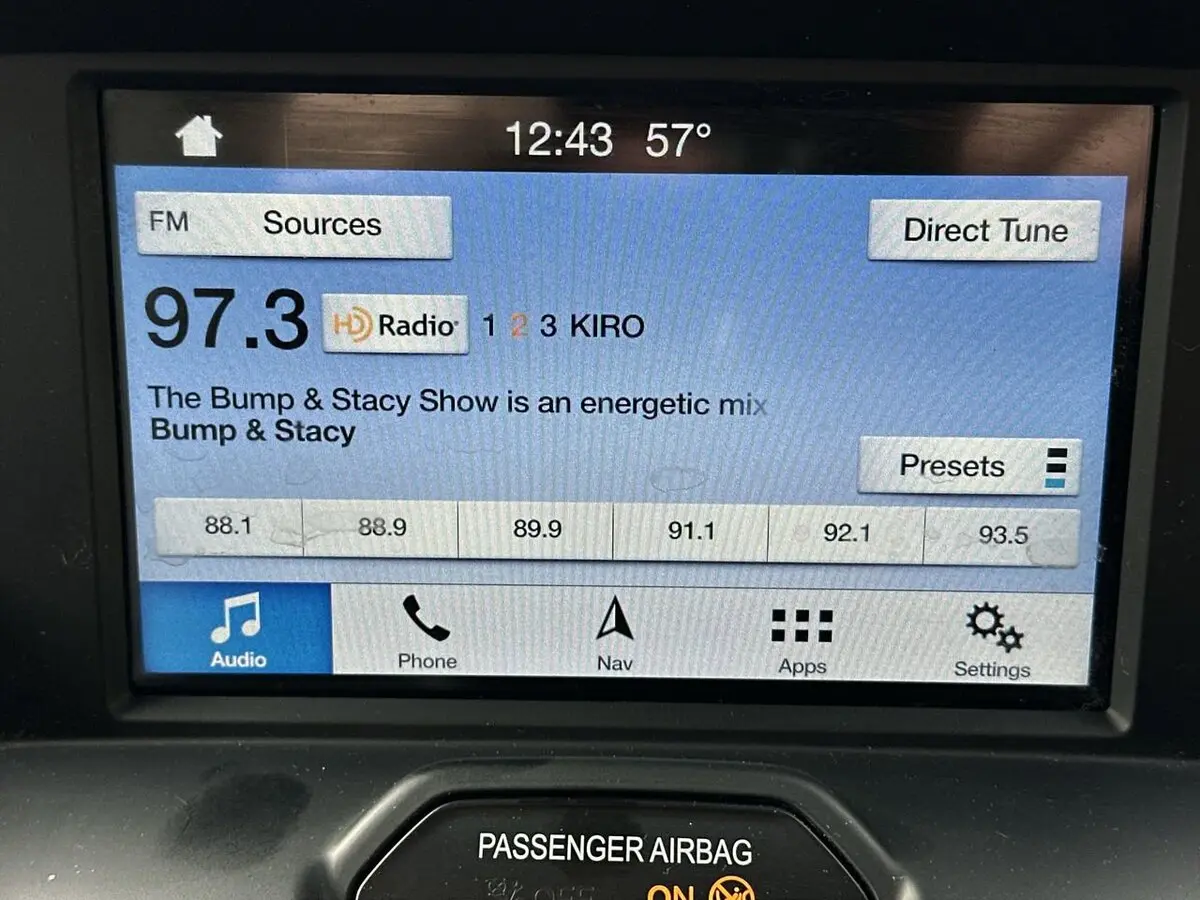 12:43 57°
FM Sources Direct Tune
97.3 HD Radio 1 2 3 KIRO
The Bump & Stacy Show is an energetic mix
Bump & Stacy
Presets
88.1 88.9 89.9 91.1 92.1 93.5
Audio Phone Nav Apps Settings
PASSENGER AIRBAG
OFF ON